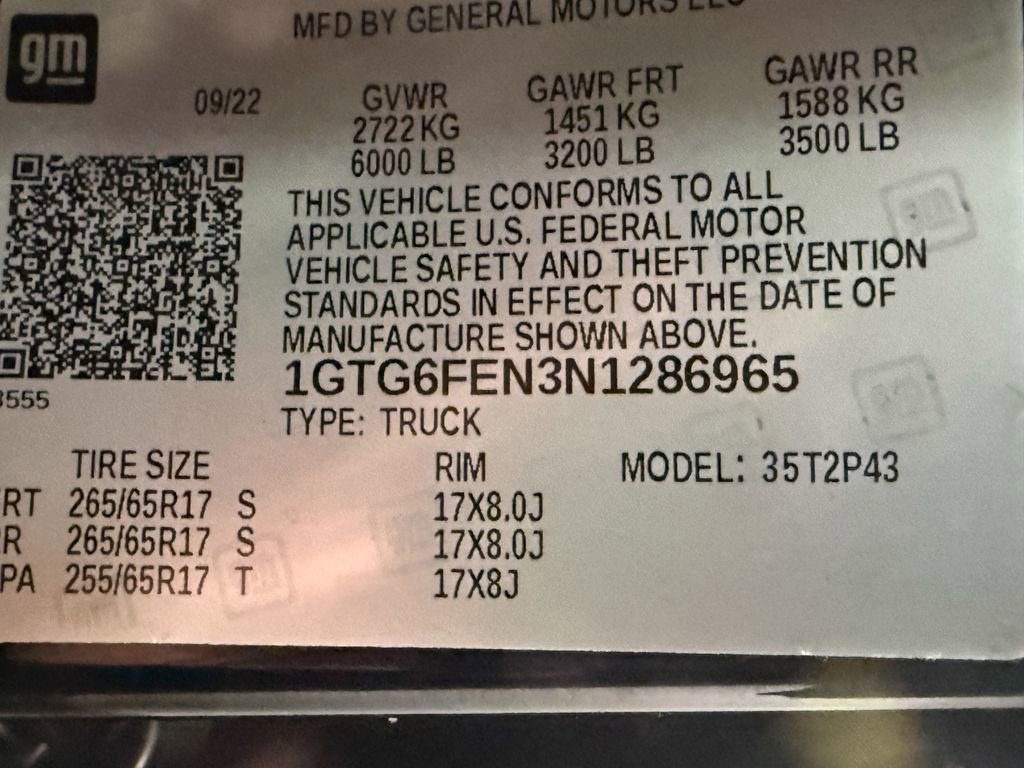 MFD BY GENERAL MOTORS LLC
gm
09/22
GVWR GAWR FRT GAWR RR
2722 KG 1451 KG 1588 KG
6000 LB 3200 LB 3500 LB
THIS VEHICLE CONFORMS TO ALL
APPLICABLE U.S. FEDERAL MOTOR
VEHICLE SAFETY AND THEFT PREVENTION
STANDARDS IN EFFECT ON THE DATE OF
MANUFACTURE SHOWN ABOVE.
1GTG6FEN3N1286965
3555
TYPE: TRUCK
TIRE SIZE RIM MODEL: 35T2P43
RT 265/65R17 S 17X8.0J
R 265/65R17 S 17X8.0J
PA 255/65R17 T 17X8J